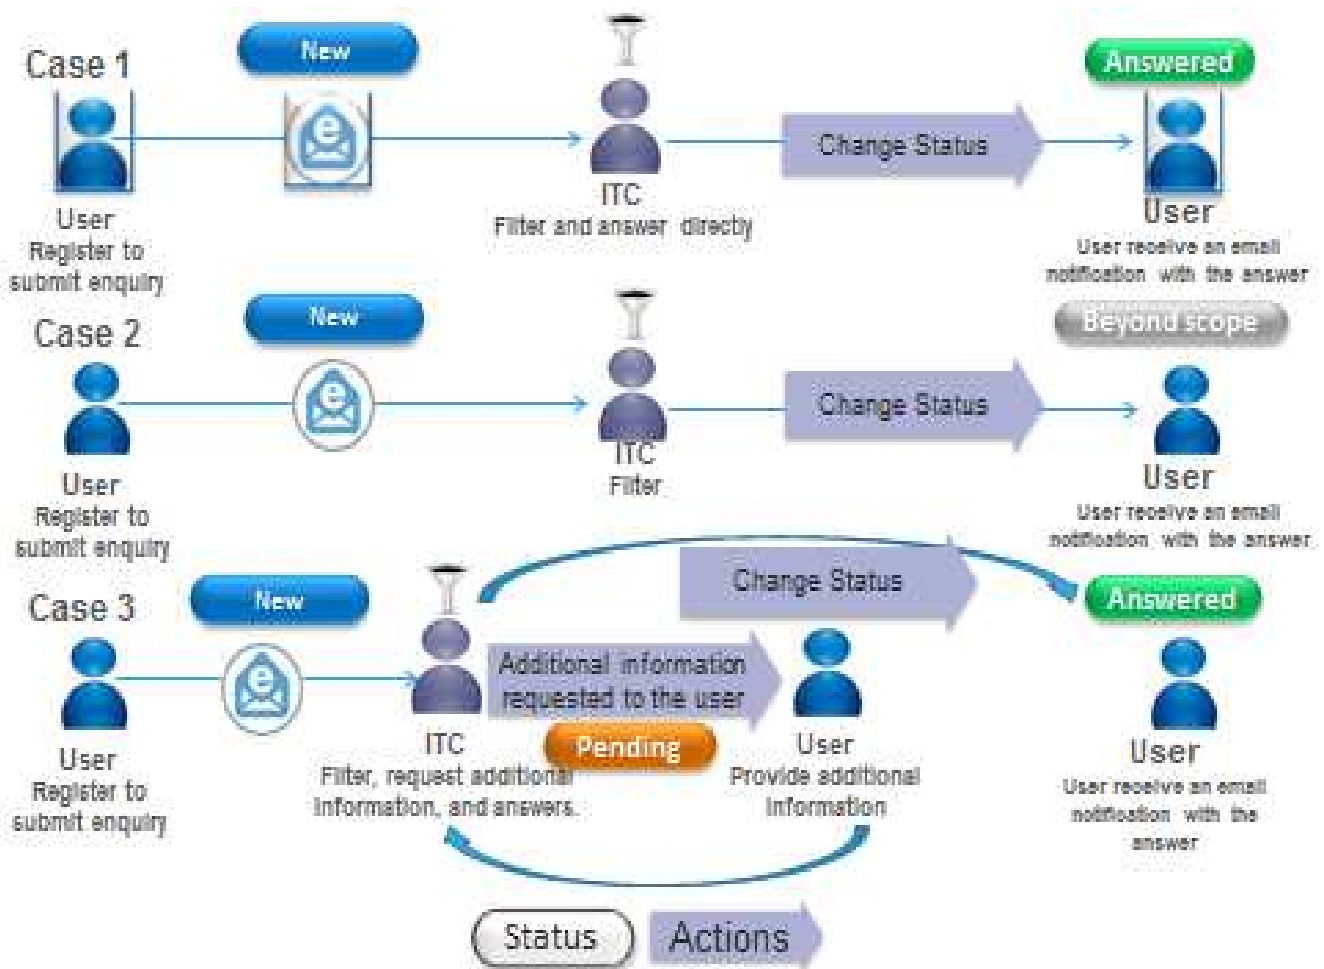 Case 1
New
Answered
User
Register to
submit enquiry
ITC
Filter and answer directly
Change Status
User
User receive an email
notification with the answer
Case 2
New
Beyond scope
User
Register to
submit enquiry
ITC
Filter
Change Status
User
User receive an email
notification with the answer
Case 3
New
Change Status
Answered
User
Register to
submit enquiry
ITC
Filter, request additional
information, and answers.
Additional information
requested to the user
Pending
User
Provide additional
information
User
User receive an email
notification with the
answer
Status
Actions